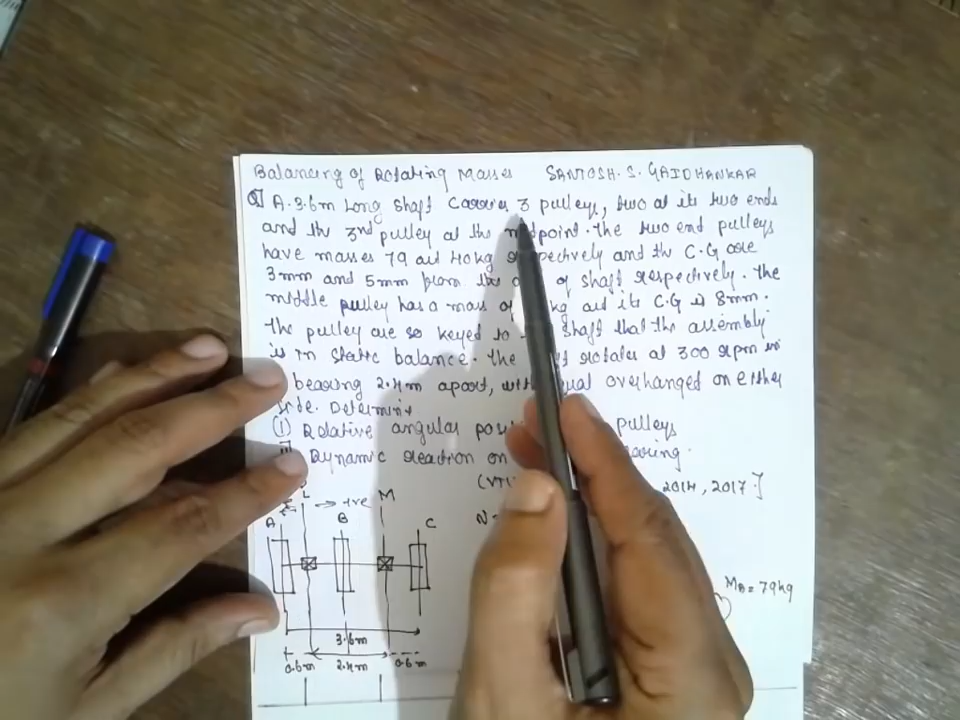 Balancing of Rotating Masses SANTOSH. S. GAIDHANKAR
Q] A. 3.6m Long shaft Carries 3 pulleys, two at its two ends
and the 3rd pulley at the midpoint. The two end pulleys
have masses 79 and 40kg respectively and the C.G are
3mm and 5mm from the of shaft respectively. The
middle pulley has a mass of kg and its C.G is 8mm.
The pulley are so keyed to shaft that the assembly
is in static balance. The rotates at 300 rpm in
bearing 2.4m apart, with equal overhanged on either
side. Determine
(1) Relative angular pulleys
Dynamic reaction on bearing.
2014, 2017]
L → +ve M
A B C
MA = 79kg
3.6m
0.6m 2.4m 0.6m